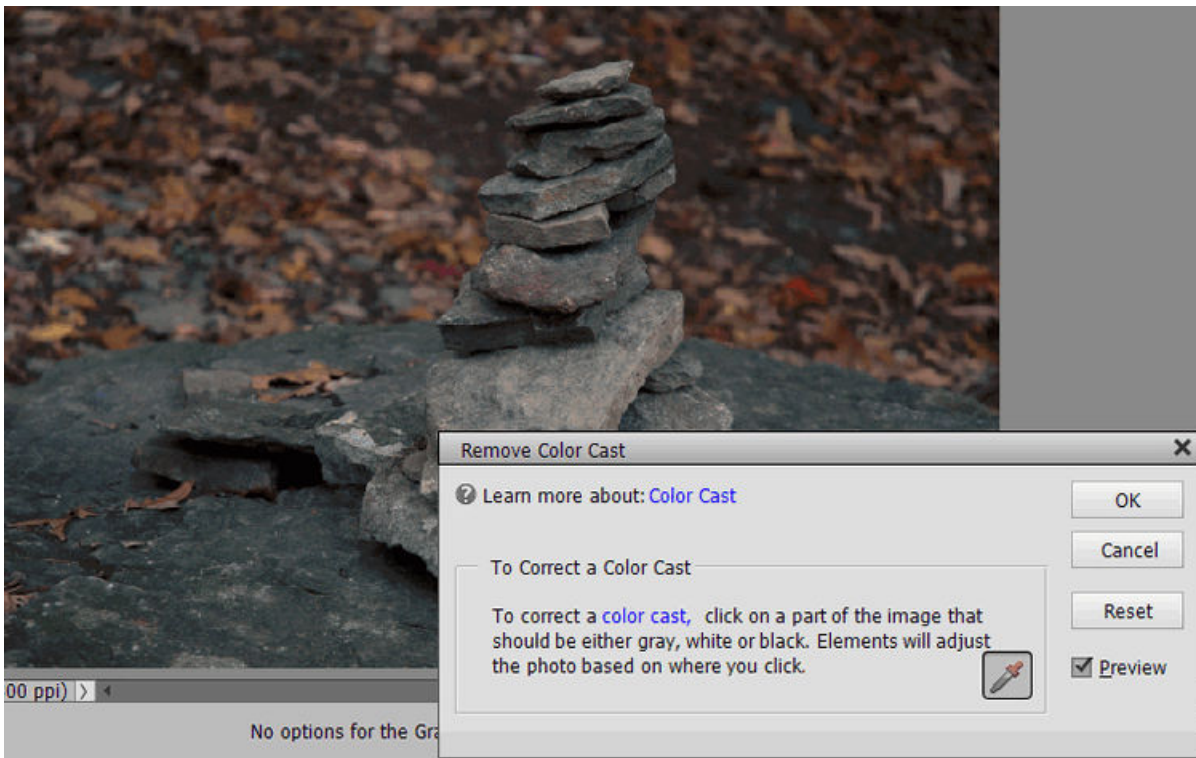 Remove Color Cast
Learn more about: Color Cast
OK
Cancel
To Correct a Color Cast
To correct a color cast, click on a part of the image that
should be either gray, white or black. Elements will adjust
the photo based on where you click.
Reset
Preview
00 ppi)
No options for the Gra